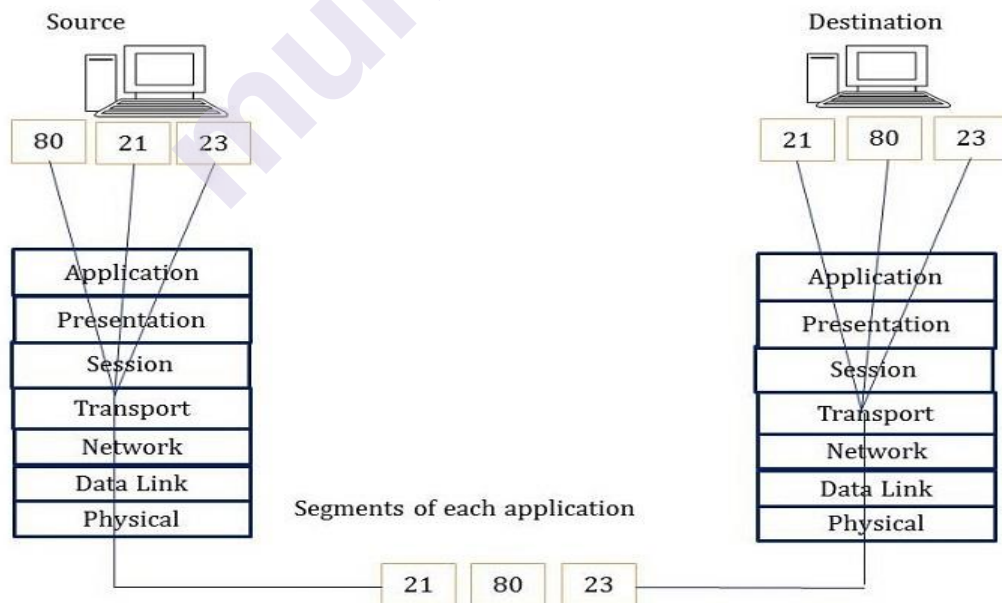 Source
Destination
80 21 23
21 80 23
Application
Presentation
Session
Transport
Network
Data Link
Physical
Application
Presentation
Session
Transport
Network
Data Link
Physical
Segments of each application
21 80 23